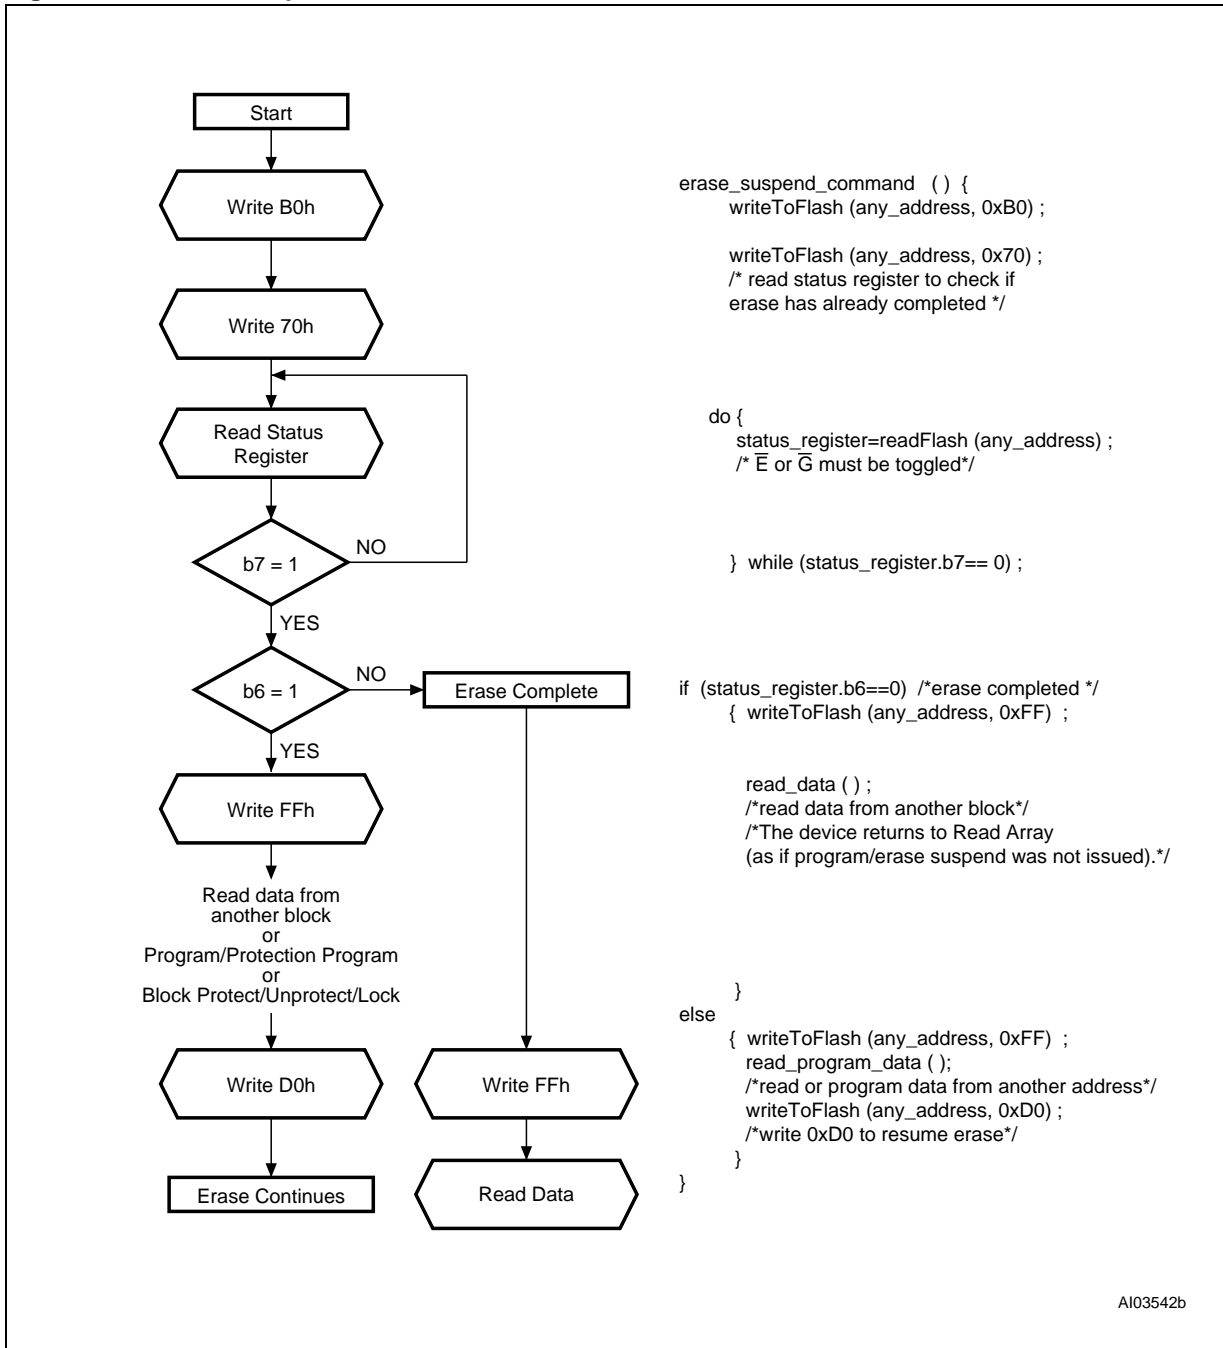 Start
Write B0h
Write 70h
Read Status
Register
b7 = 1
NO
YES
b6 = 1
NO
Erase Complete
YES
Write FFh
Read data from
another block
or
Program/Protection Program
or
Block Protect/Unprotect/Lock
Write D0h
Write FFh
Erase Continues
Read Data
erase_suspend_command ( ) {
writeToFlash (any_address, 0xB0) ;
writeToFlash (any_address, 0x70) ;
/* read status register to check if
erase has already completed */
do {
status_register=readFlash (any_address) ;
/* E̅ or G̅ must be toggled*/
} while (status_register.b7== 0) ;
if (status_register.b6==0) /*erase completed */
{ writeToFlash (any_address, 0xFF) ;
read_data ( ) ;
/*read data from another block*/
/*The device returns to Read Array
(as if program/erase suspend was not issued).*/
}
else
{ writeToFlash (any_address, 0xFF) ;
read_program_data ( );
/*read or program data from another address*/
writeToFlash (any_address, 0xD0) ;
/*write 0xD0 to resume erase*/
}
}
AI03542b